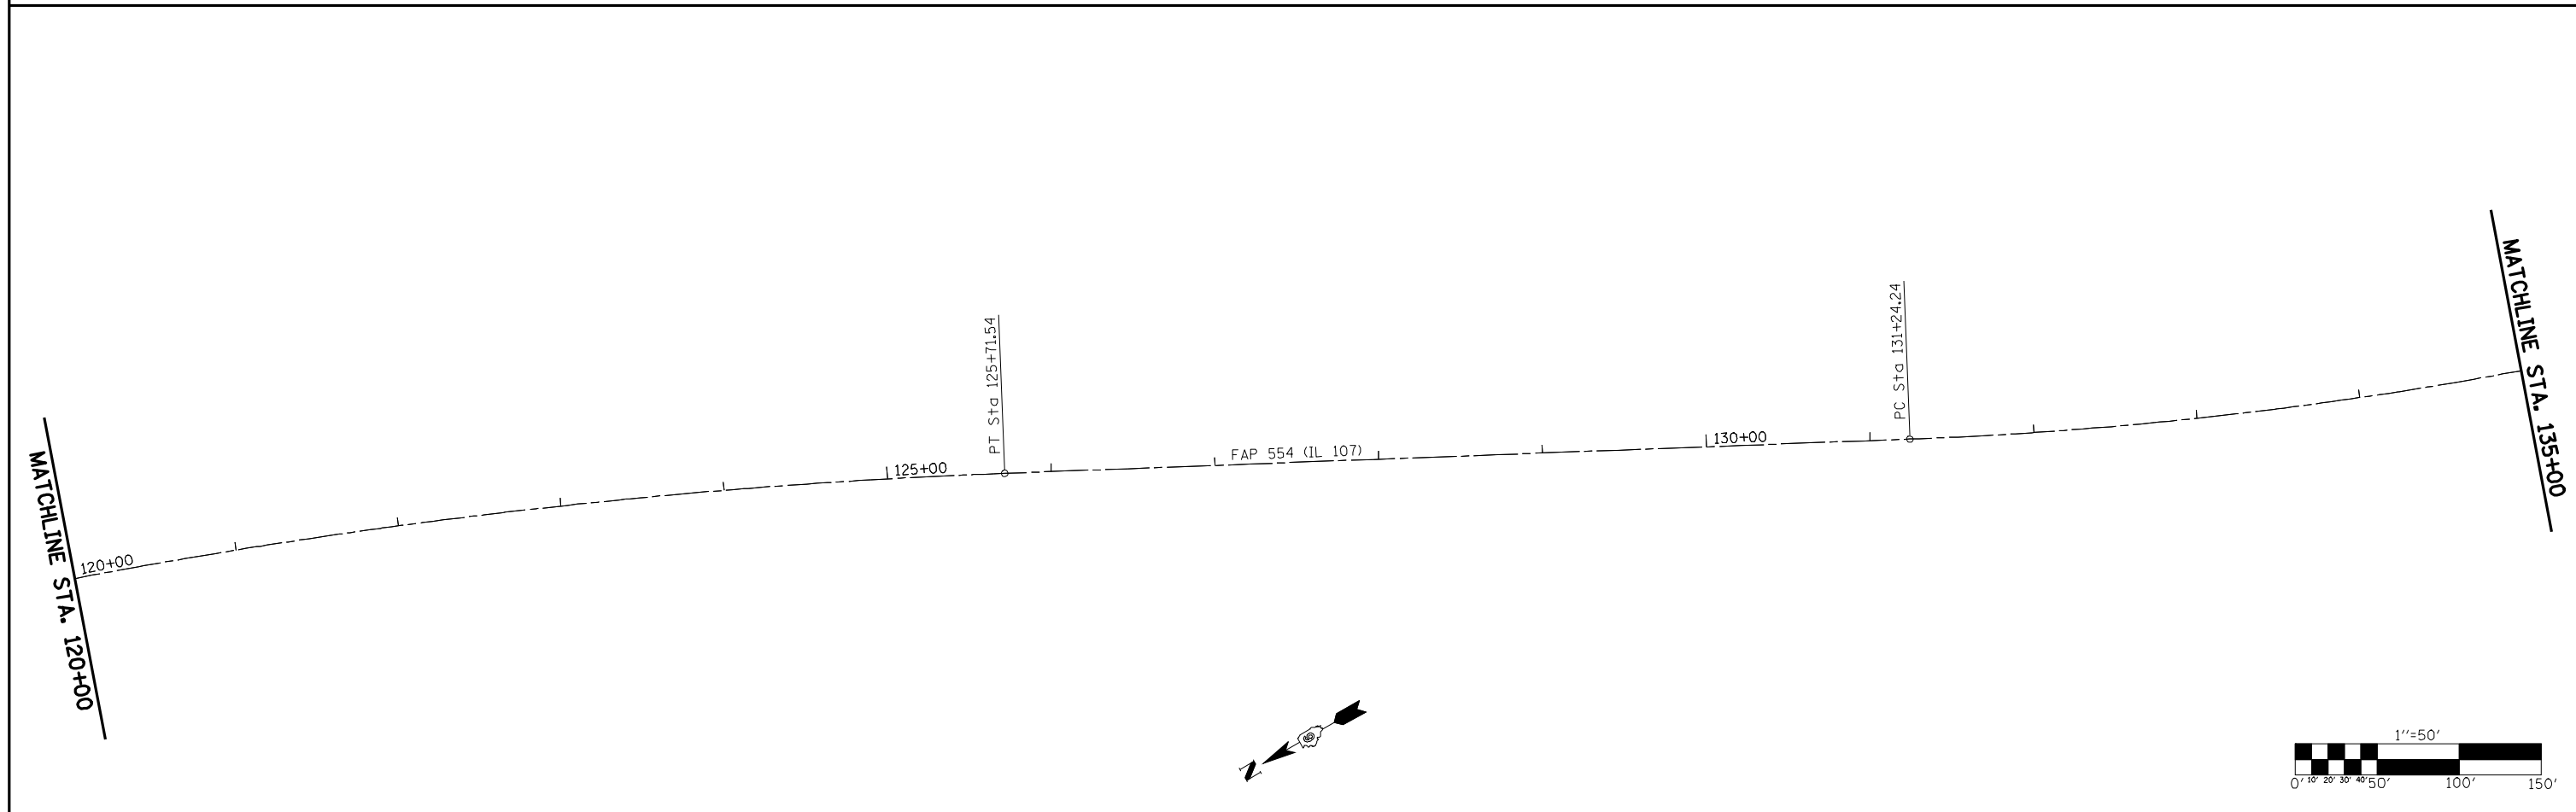 MATCHLINE STA. 120+00
120+00
125+00
PT Sta 125+71.54
FAP 554 (IL 107)
130+00
PC Sta 131+24.24
MATCHLINE STA. 135+00
N
1''=50'
0' 10' 20' 30' 40' 50' 100' 150'